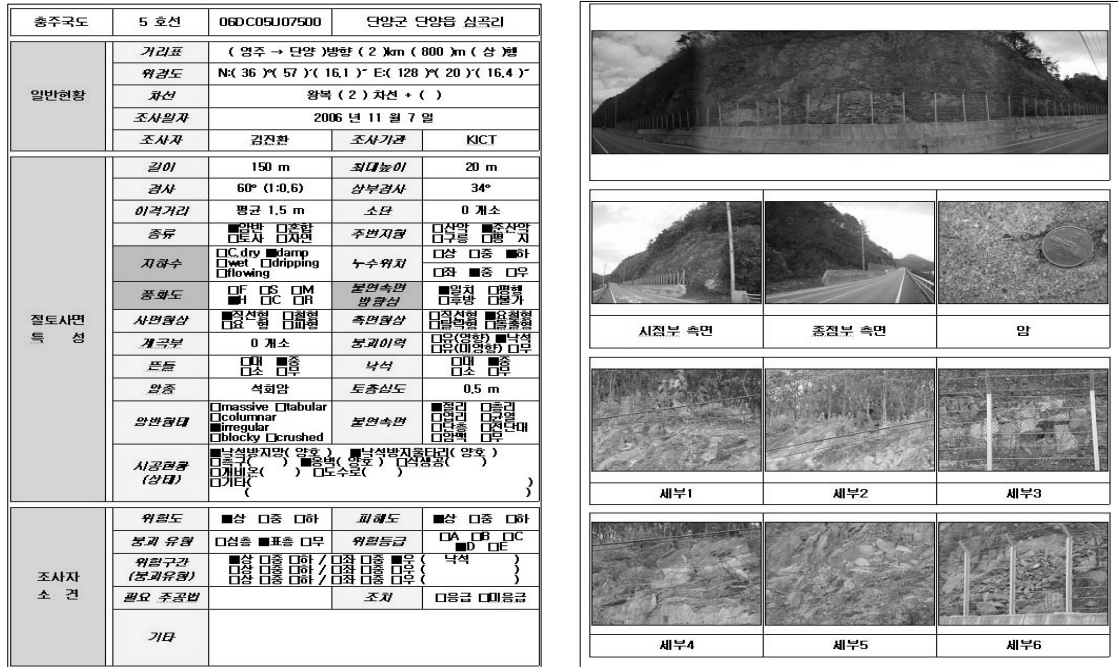 충주국도 5 호선 06DC05U07500 단양군 단양읍 심곡리
일반현황
거리표 ( 영주 → 단양 )방향 ( 2 )km ( 800 )m ( 상 )행
위경도 N:( 36 )º( 57 )'( 16.1 )" E:( 128 )º( 20 )'( 16.4 )"
차선 왕복 ( 2 ) 차선 + ( )
조사일자 2006 년 11 월 7 일
조사자 김진환 조사기관 KICT
절토사면
특 성
길이 150 m 최대높이 20 m
경사 60º (1:0.6) 상부경사 34º
이격거리 평균 1.5 m 소단 0 개소
종류 ■암반 □혼합 주변지형 □산악 ■주산악
□토사 □자연 □구릉 □평 지
지하수 □C.dry ■damp 누수위치 □상 □중 ■하
□wet □dripping
□flowing □좌 ■중 □우
풍화도 □F □S □M 불연속면 ■일치 □평행
■H □C □R 방향성 □후방 □불가
사면형상 ■직선형 □철형 측면형상 □직선형 ■요철형
□요 형 □파형 □탈락형 □돌출형
계곡부 0 개소 붕괴이력 □유(영향) ■낙석
□유(미영향) □무
뜬돌 □대 ■중 낙석 □대 ■중
□소 □무 □소 □무
암종 석회암 토층심도 0.5 m
암반형태 □massive □tabular 불연속면 ■절리 □층리
□columnar □엽리 □균열
■irregular □단층 □전단대
□blocky □crushed □암맥 □무
시공현황 ■낙석방지망( 양호 ) ■낙석방지울타리( 양호 )
(상태) □측구( ) ■옹벽( 양호 ) □식생공( )
□개비온( ) □도수로( )
□기타( )
( )
조사자
소 견
위험도 ■상 □중 □하 피해도 ■상 □중 □하
붕괴 유형 □심층 ■표층 □무 위험등급 □A □B □C
■D □E
위험구간 ■상 □중 □하 / □좌 □중 ■우 ( 낙석 )
(붕괴유형) □상 □중 □하 / □좌 □중 □우 ( )
□상 □중 □하 / □좌 □중 □우 ( )
필요 주공법 조치 □응급 □미응급
기타
시점부 측면 종점부 측면 암
세부1 세부2 세부3
세부4 세부5 세부6